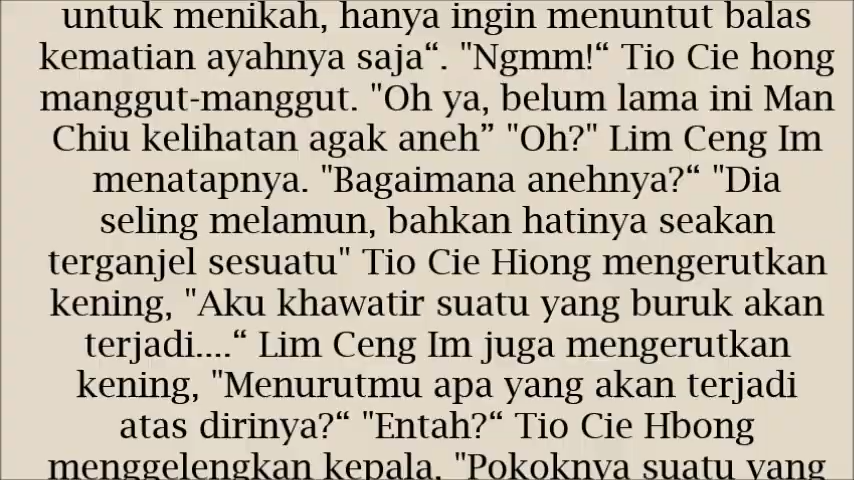 untuk menikah, hanya ingin menuntut balas
kematian ayahnya saja“. "Ngmm!“ Tio Cie hong
manggut-manggut. "Oh ya, belum lama ini Man
Chiu kelihatan agak aneh” "Oh?" Lim Ceng Im
menatapnya. "Bagaimana anehnya?“ "Dia
seling melamun, bahkan hatinya seakan
terganjel sesuatu" Tio Cie Hiong mengerutkan
kening, "Aku khawatir suatu yang buruk akan
terjadi....“ Lim Ceng Im juga mengerutkan
kening, "Menurutmu apa yang akan terjadi
atas dirinya?“ "Entah?“ Tio Cie Hbong
menggelengkan kepala, "Pokoknya suatu yang